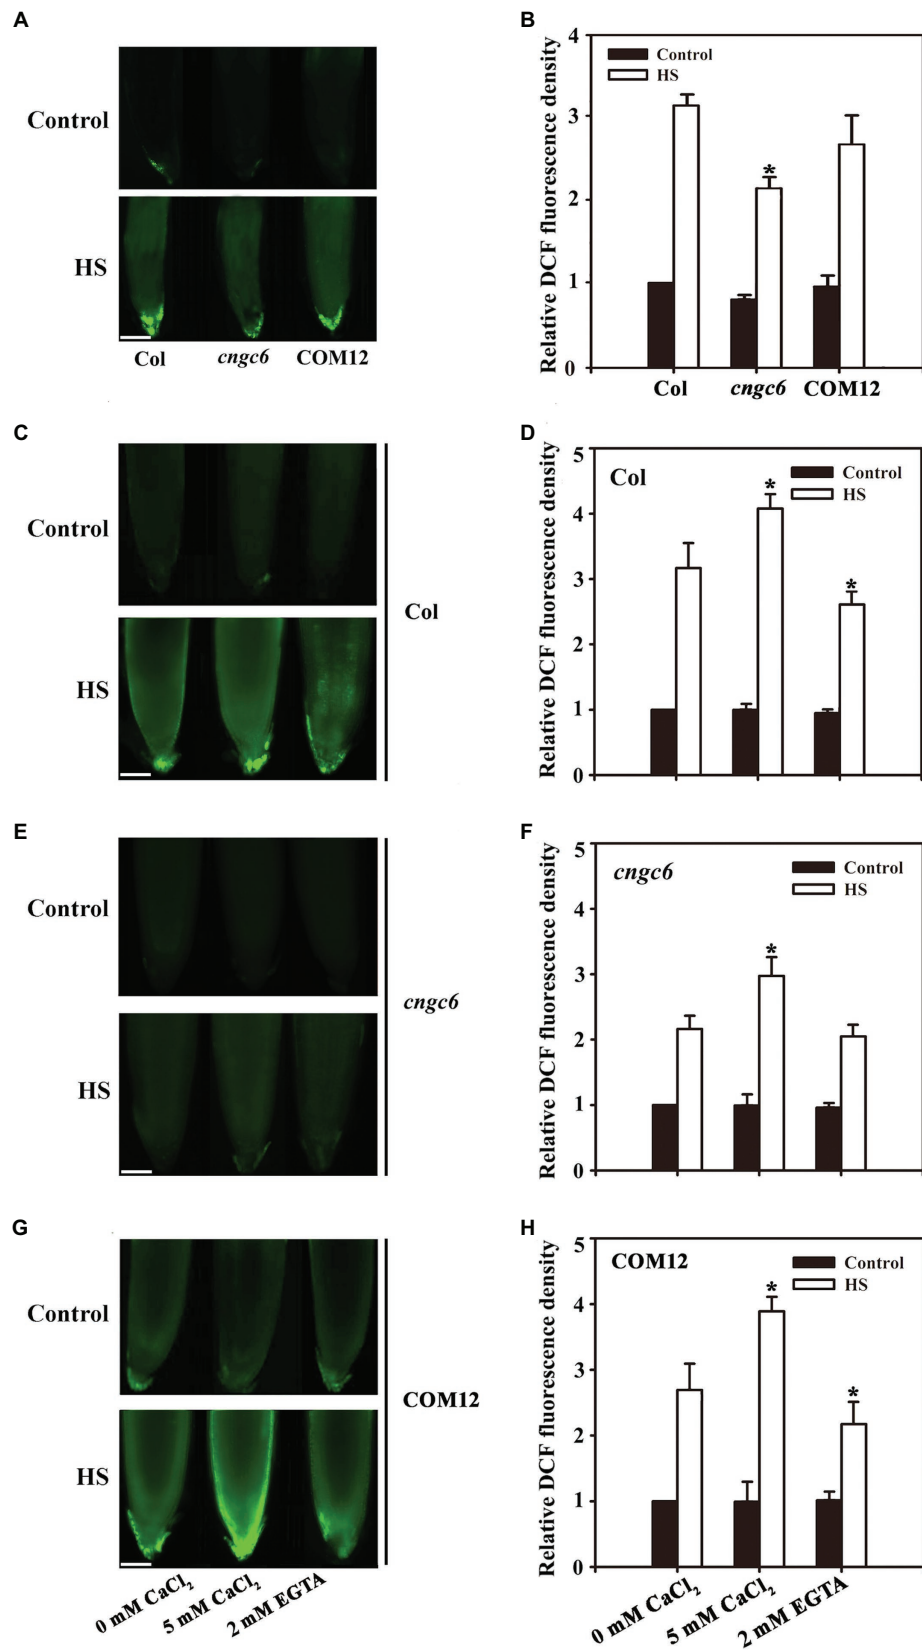 A
Control
HS
Col
cngc6
COM12
B
Relative DCF fluorescence density
4
3
2
1
0
Control
HS
*
Col
cngc6
COM12
C
Control
HS
Col
D
Relative DCF fluorescence density
5
4
3
2
1
0
Col
Control
HS
*
*
E
Control
HS
cngc6
F
Relative DCF fluorescence density
5
4
3
2
1
0
cngc6
Control
HS
*
G
Control
HS
COM12
0 mM CaCl₂
5 mM CaCl₂
2 mM EGTA
H
Relative DCF fluorescence density
5
4
3
2
1
0
COM12
Control
HS
*
*
0 mM CaCl₂
5 mM CaCl₂
2 mM EGTA